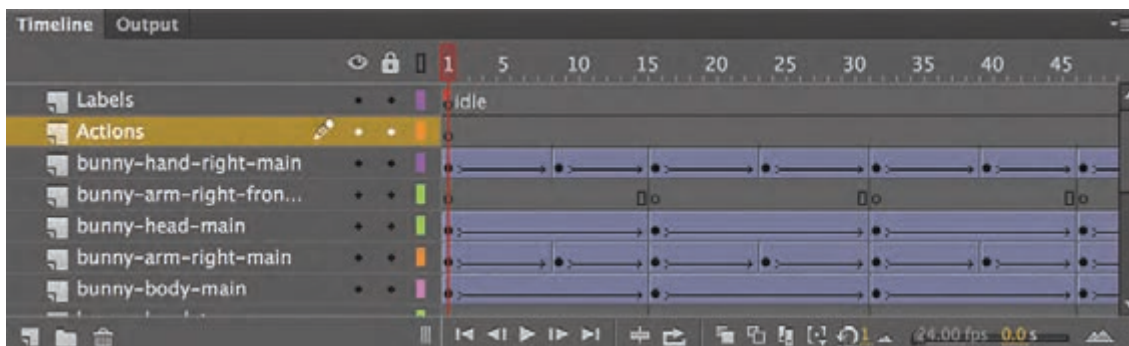 Timeline Output
1 5 10 15 20 25 30 35 40 45
Labels idle
Actions
bunny-hand-right-main
bunny-arm-right-fron...
bunny-head-main
bunny-arm-right-main
bunny-body-main
1 24.00 fps 0.0 s